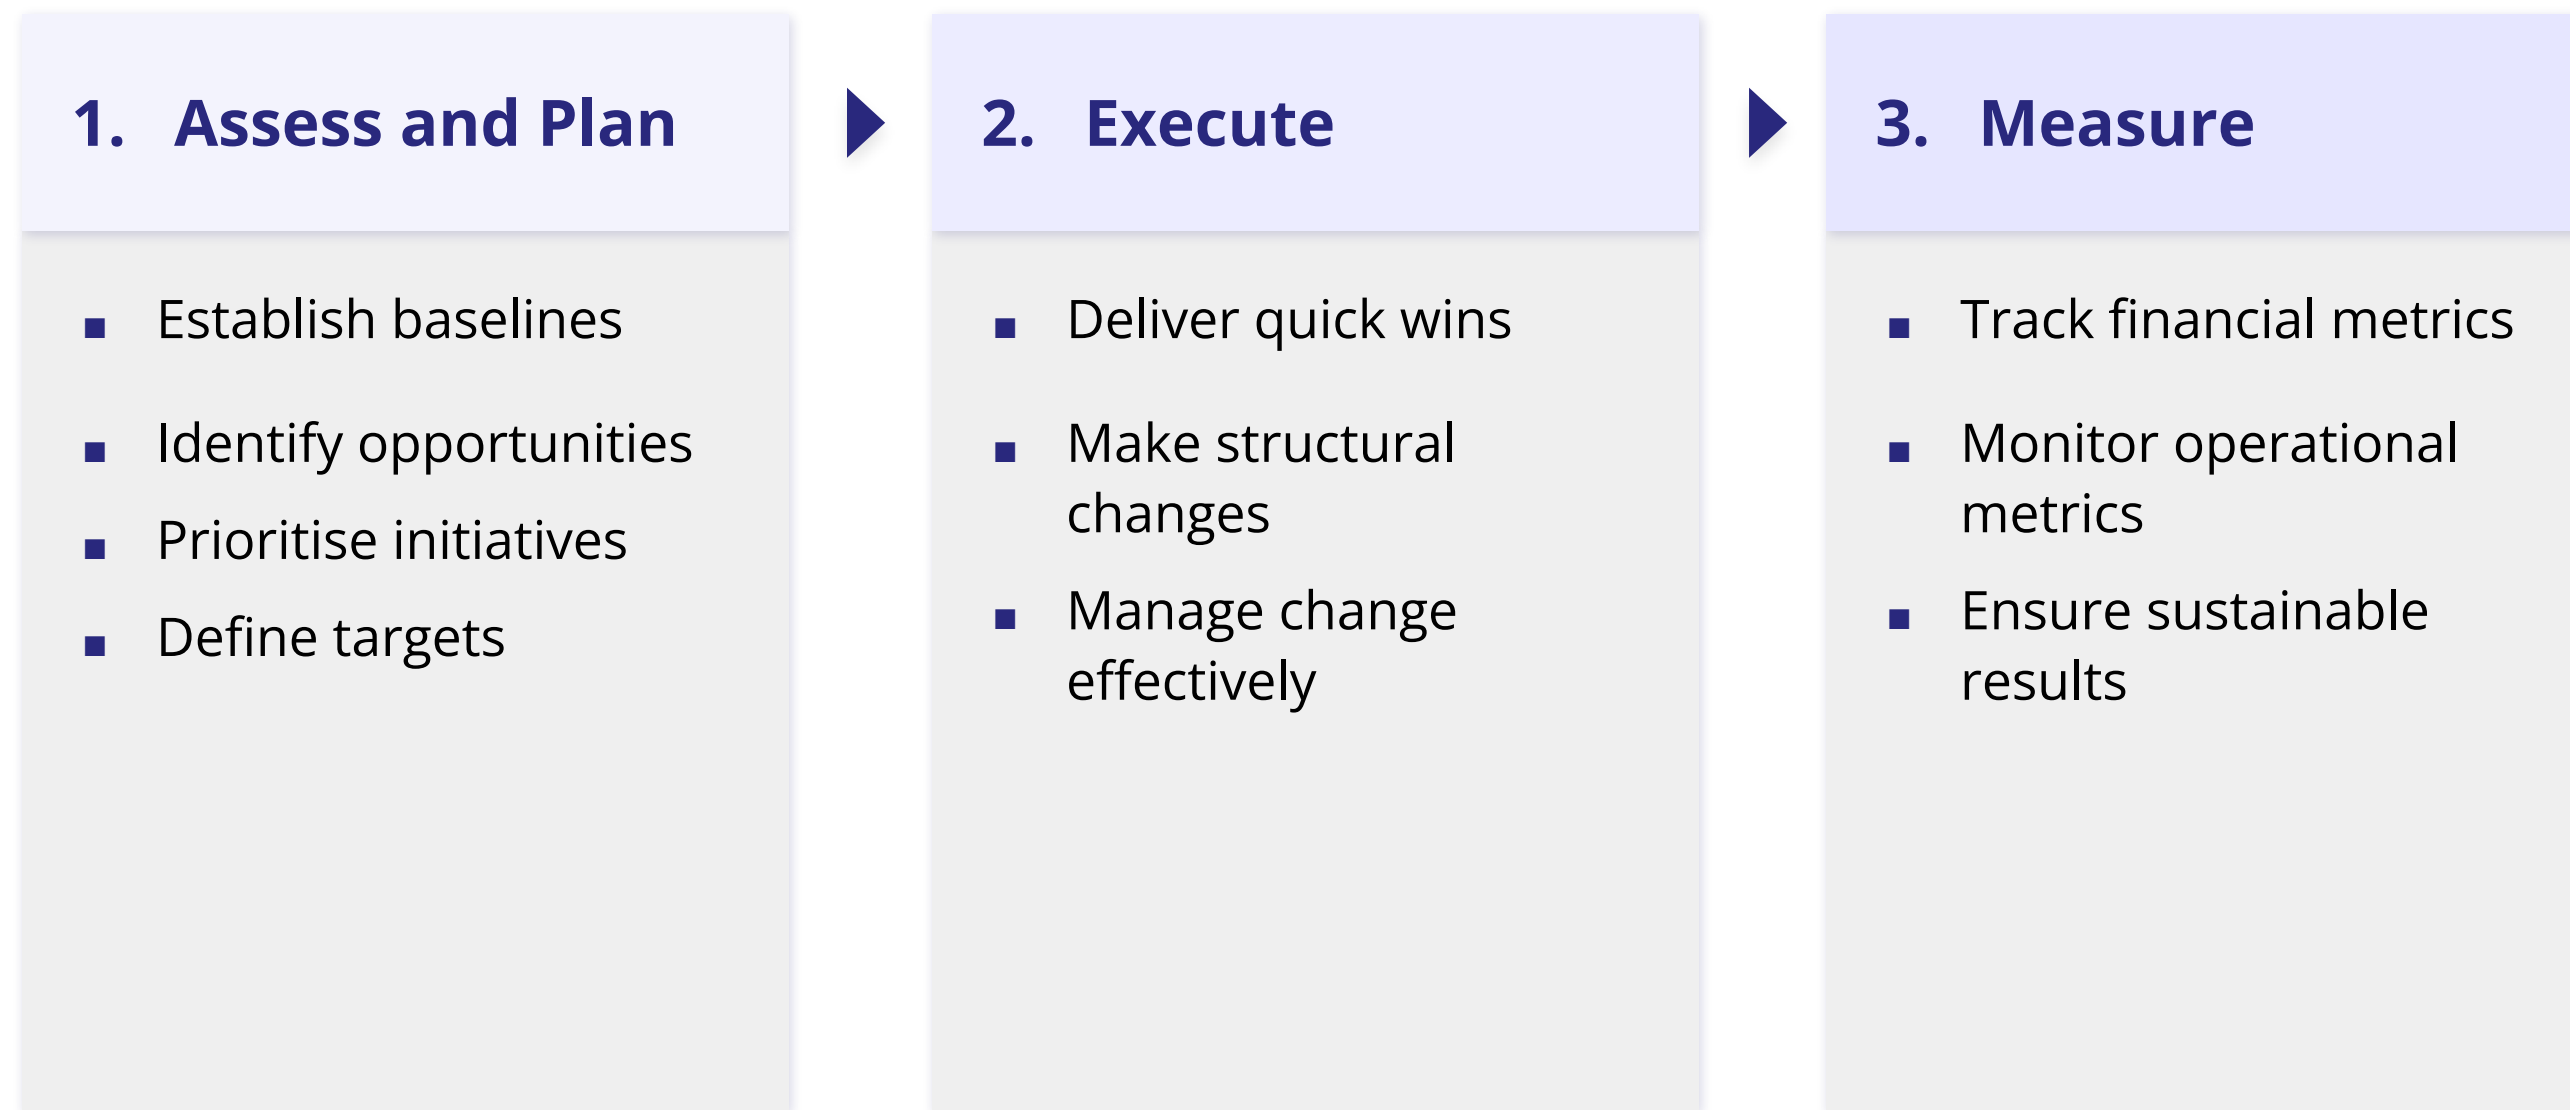 1. Assess and Plan
▪ Establish baselines
▪ Identify opportunities
▪ Prioritise initiatives
▪ Define targets
2. Execute
▪ Deliver quick wins
▪ Make structural
changes
▪ Manage change
effectively
3. Measure
▪ Track financial metrics
▪ Monitor operational
metrics
▪ Ensure sustainable
results